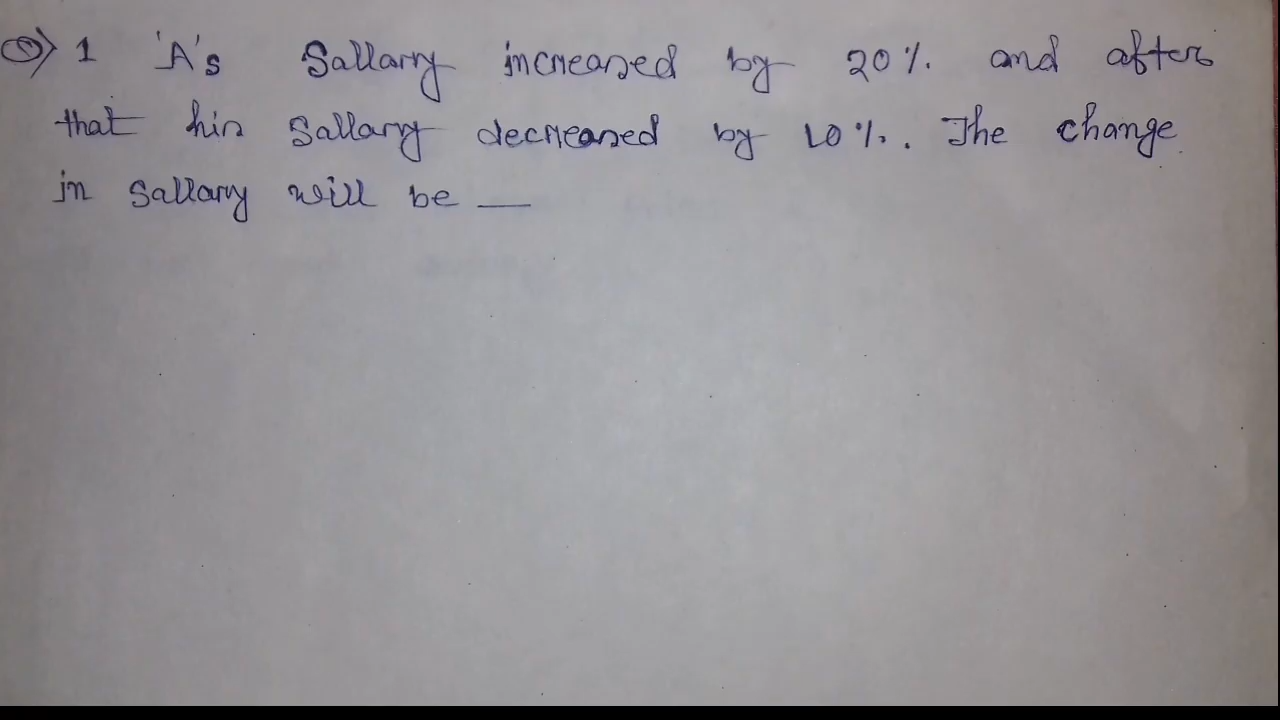 Q) 1 'A's Sallary increased by 20%. and after
that his Sallary decreased by 10%. The change
in Sallary will be __